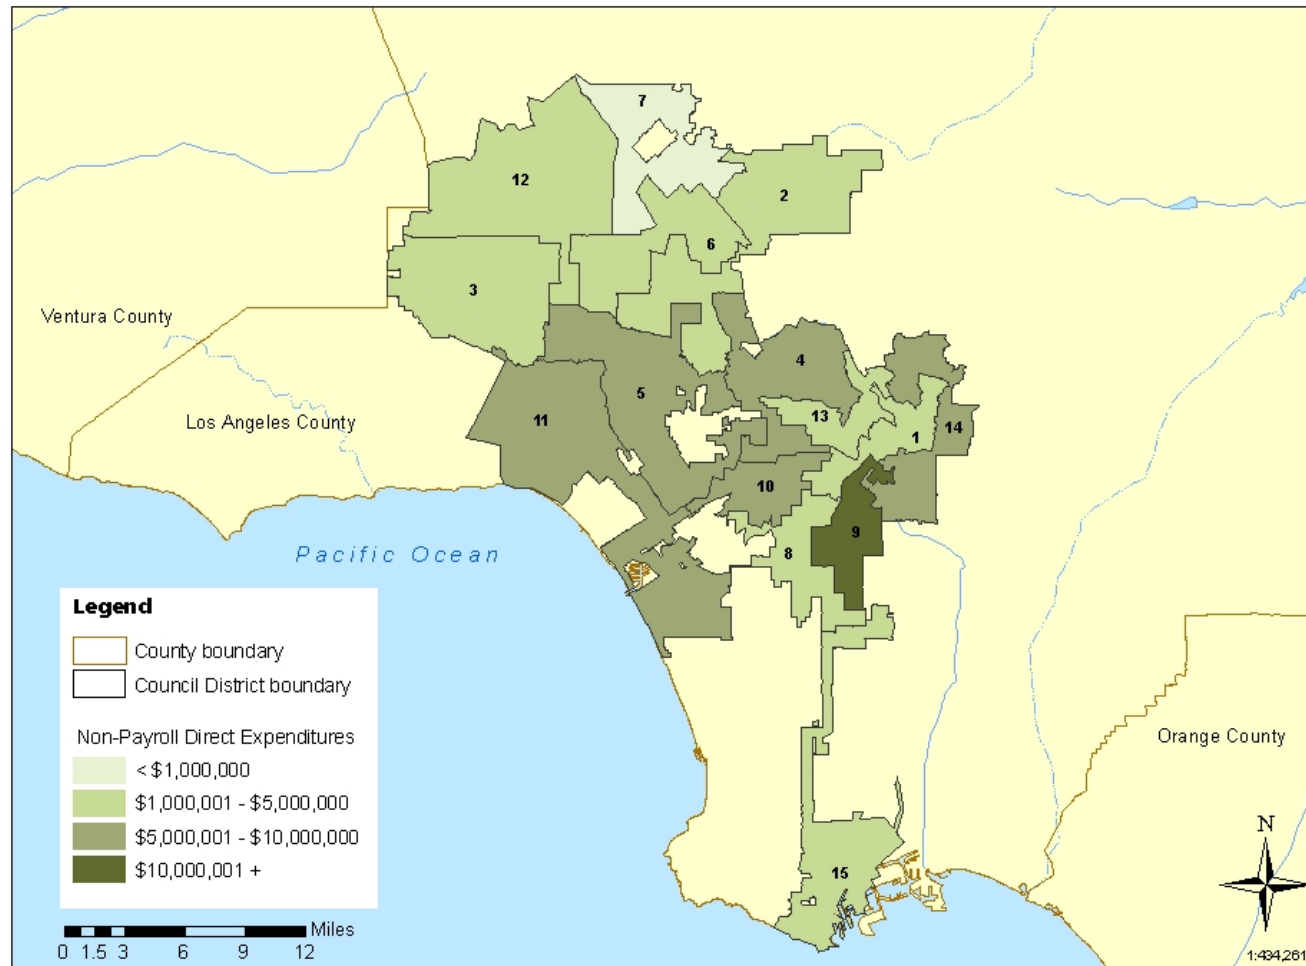 7
12
2
6
3
Ventura County
4
5
Los Angeles County
11
13
1
14
10
9
8
Pacific Ocean
Legend
County boundary
Council District boundary
Non-Payroll Direct Expenditures
< $1,000,000
$1,000,001 - $5,000,000
$5,000,001 - $10,000,000
$10,000,001 +
Miles
0 1.5 3 6 9 12
Orange County
15
N
1:434,261